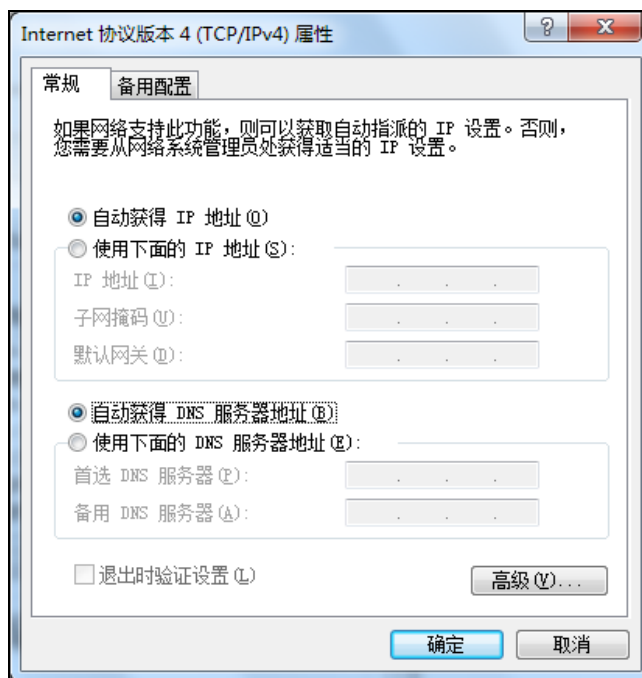 Internet 协议版本 4 (TCP/IPv4) 属性
常规
备用配置
如果网络支持此功能，则可以获取自动指派的 IP 设置。否则，
您需要从网络系统管理员处获得适当的 IP 设置。
自动获得 IP 地址(O)
使用下面的 IP 地址(S):
IP 地址(I):
子网掩码(U):
默认网关(D):
自动获得 DNS 服务器地址(B)
使用下面的 DNS 服务器地址(E):
首选 DNS 服务器(P):
备用 DNS 服务器(A):
退出时验证设置(L)
高级(V)...
确定
取消